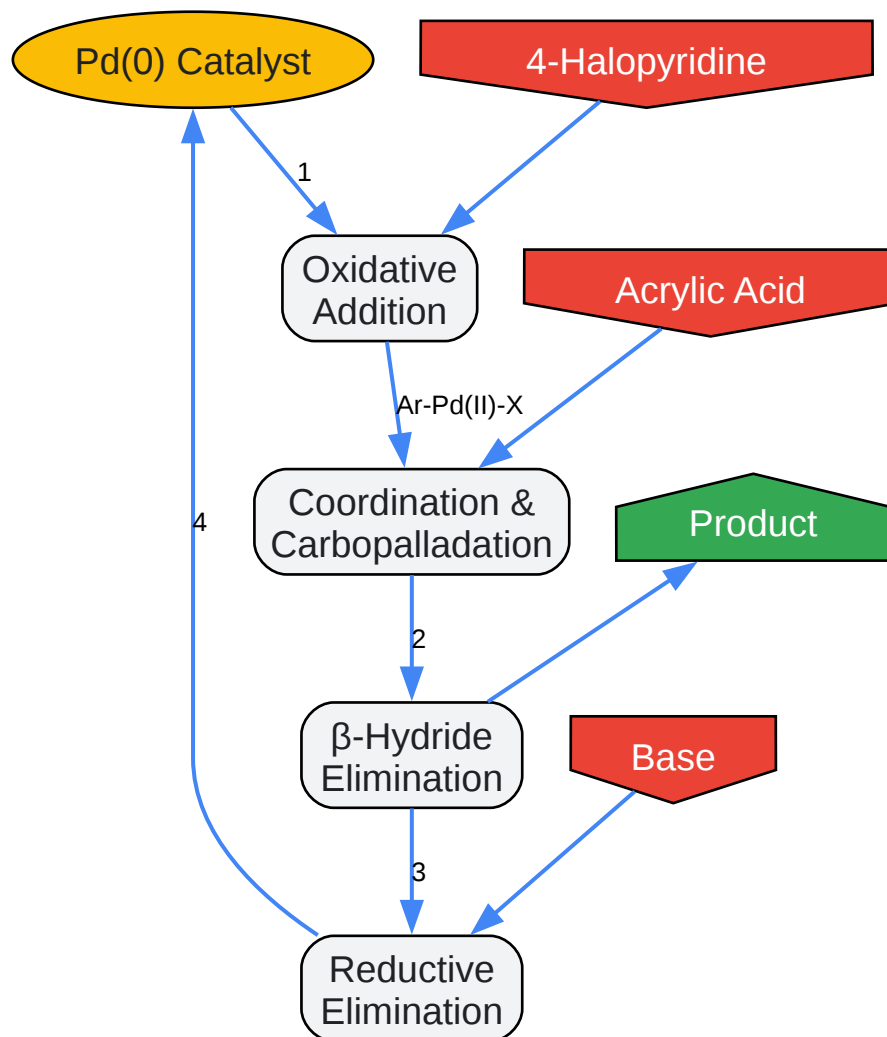 Pd(0) Catalyst
4-Halopyridine
1
Oxidative
Addition
Acrylic Acid
Ar-Pd(II)-X
Coordination &
Carbopalladation
Product
4
2
β-Hydride
Elimination
Base
3
Reductive
Elimination